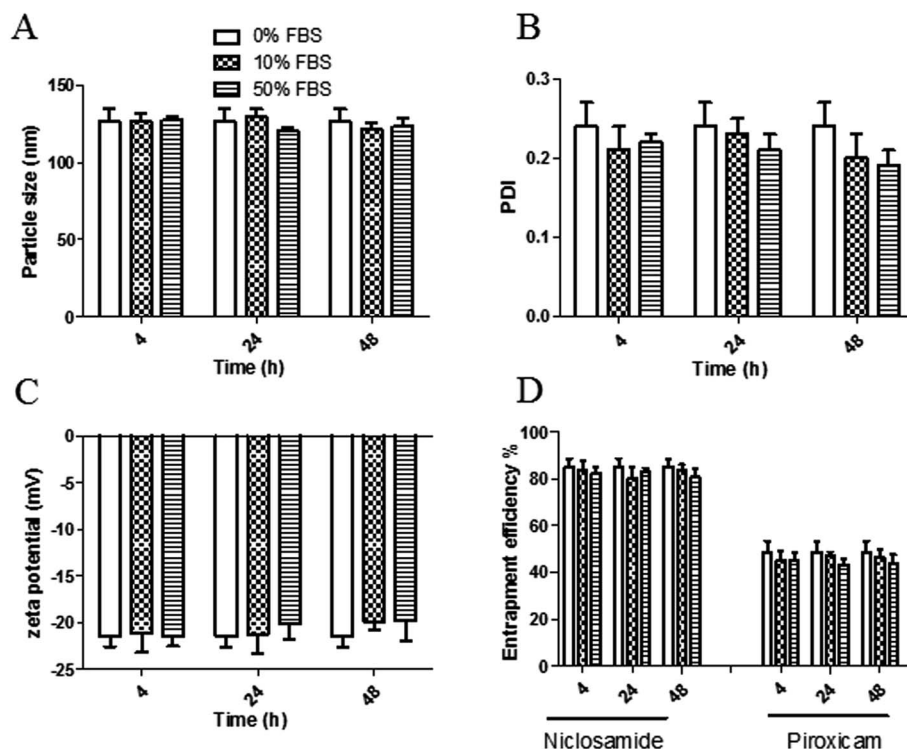 A
B
0% FBS
10% FBS
50% FBS
150
100
50
0
Particle size (nm)
4
24
48
Time (h)
0.3
0.2
0.1
0.0
PDI
4
24
48
Time (h)
C
D
0
-5
-10
-15
-20
-25
zeta potential (mV)
4
24
48
Time (h)
100
80
60
40
20
0
Entrapment efficiency %
4
24
48
4
24
48
Niclosamide
Piroxicam